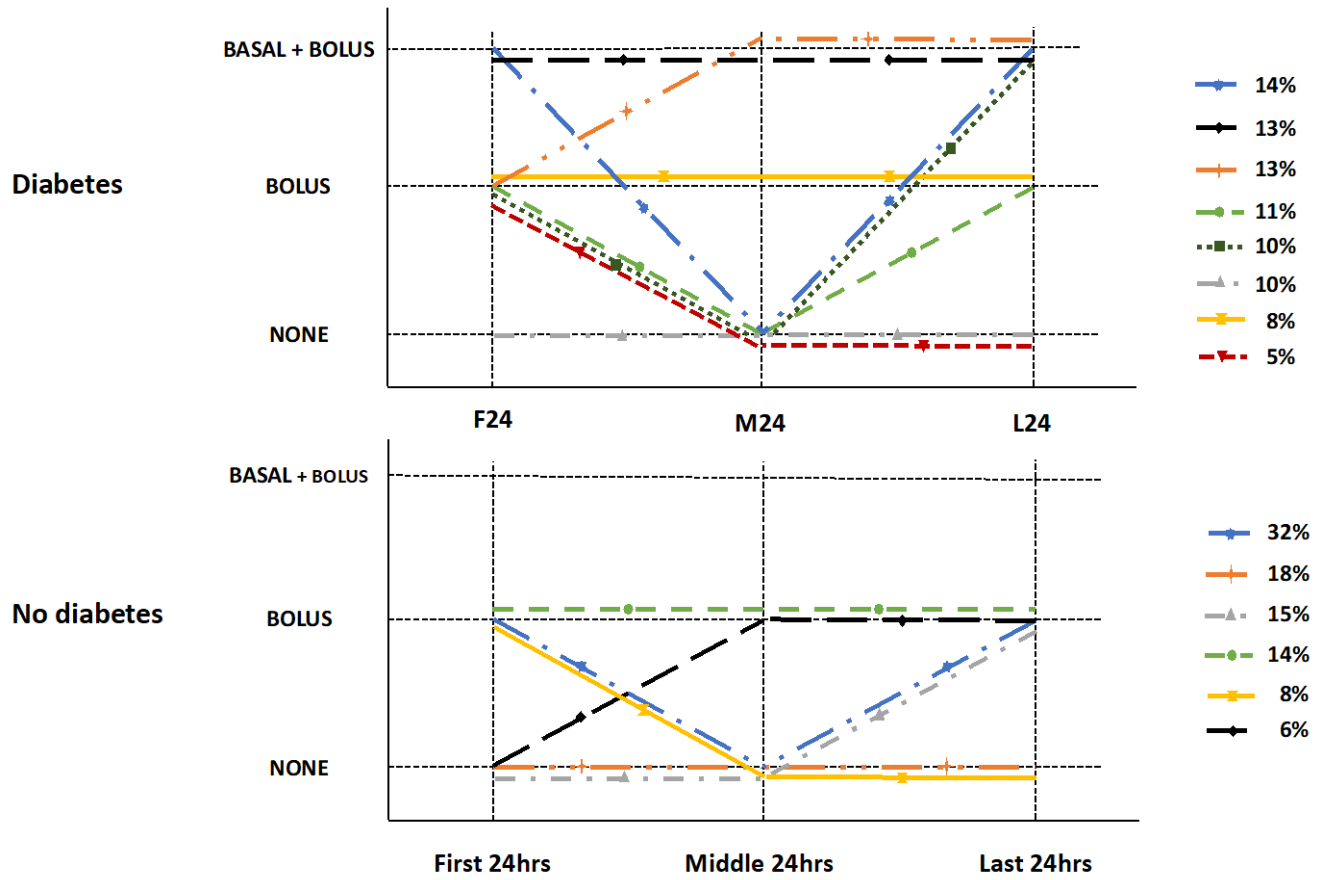 BASAL + BOLUS
14%
13%
13%
Diabetes
BOLUS
11%
10%
10%
8%
NONE
5%
F24 M24 L24
BASAL + BOLUS
32%
18%
No diabetes
BOLUS
15%
14%
8%
6%
NONE
First 24hrs Middle 24hrs Last 24hrs